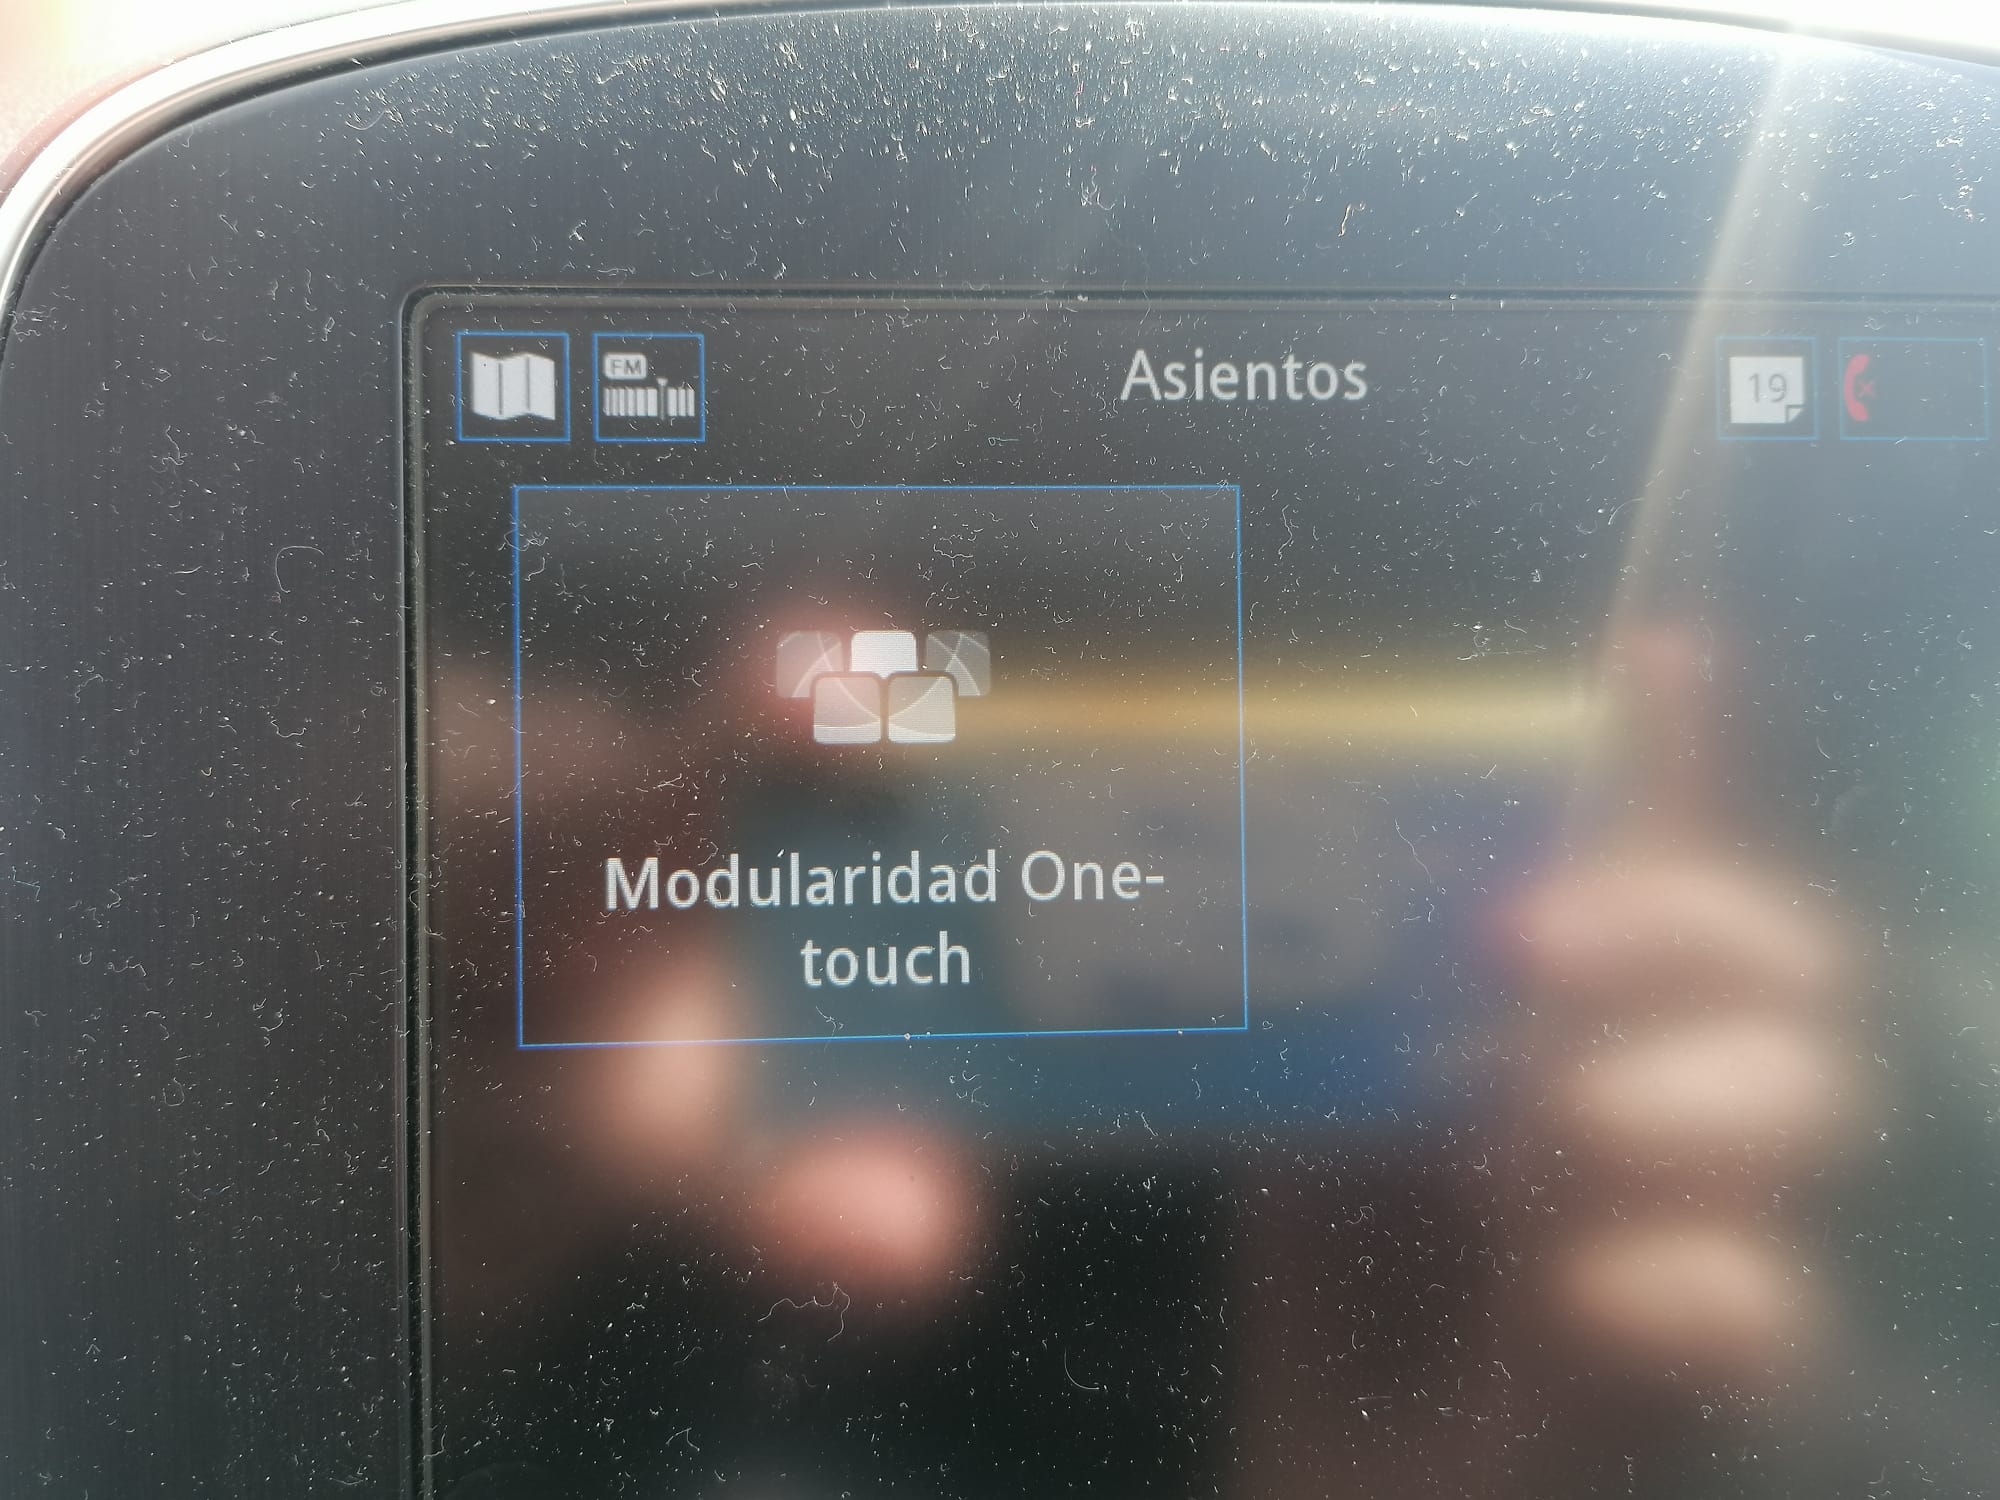 FM
Asientos
19
Modularidad One-
touch